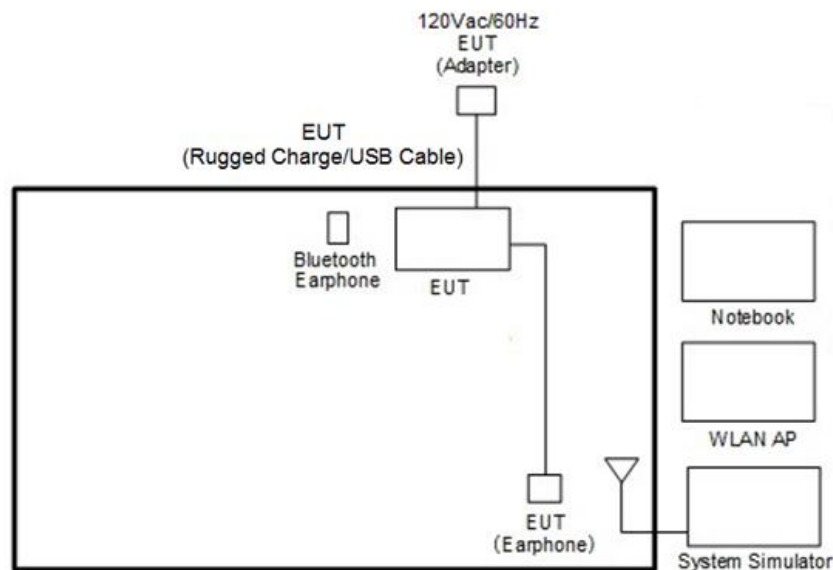 120Vac/60Hz
EUT
(Adapter)
EUT
(Rugged Charge/USB Cable)
Bluetooth
Earphone
EUT
Notebook
WLAN AP
EUT
(Earphone)
System Simulator